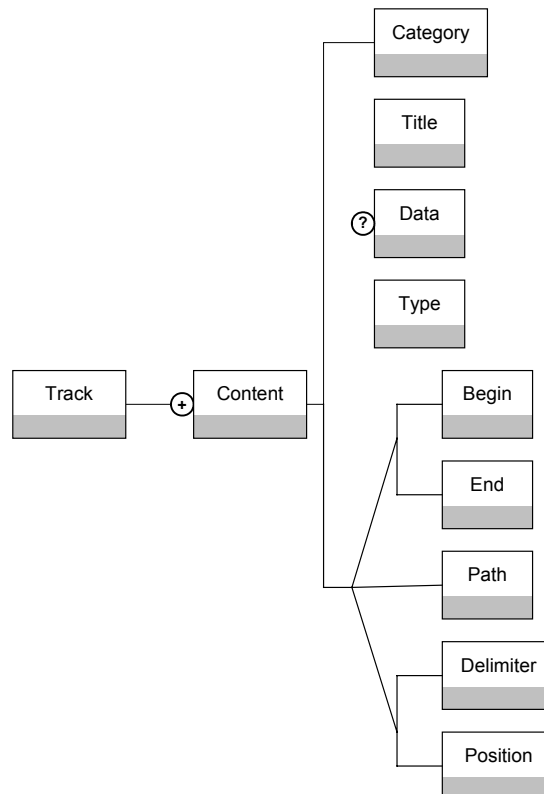 Category
Title
?
Data
Type
Track
+
Content
Begin
End
Path
Delimiter
Position